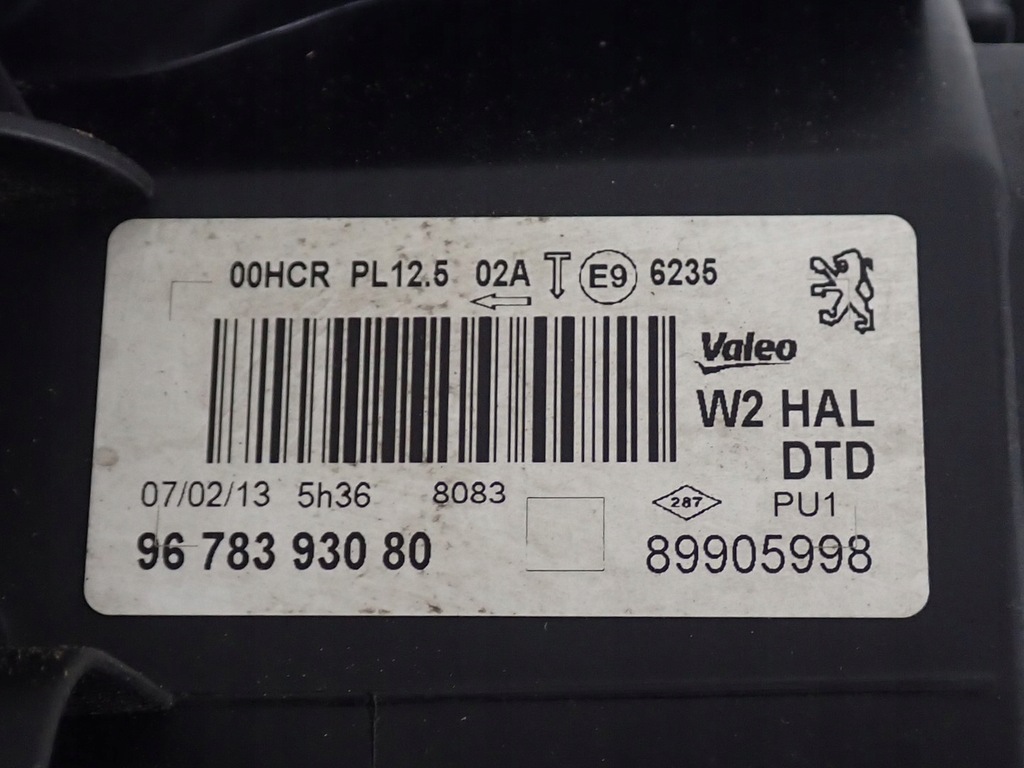 00HCR PL12.5 02A E9 6235
Valeo
W2 HAL
DTD
07/02/13 5h36 8083 287 PU1
96 783 930 80 89905998